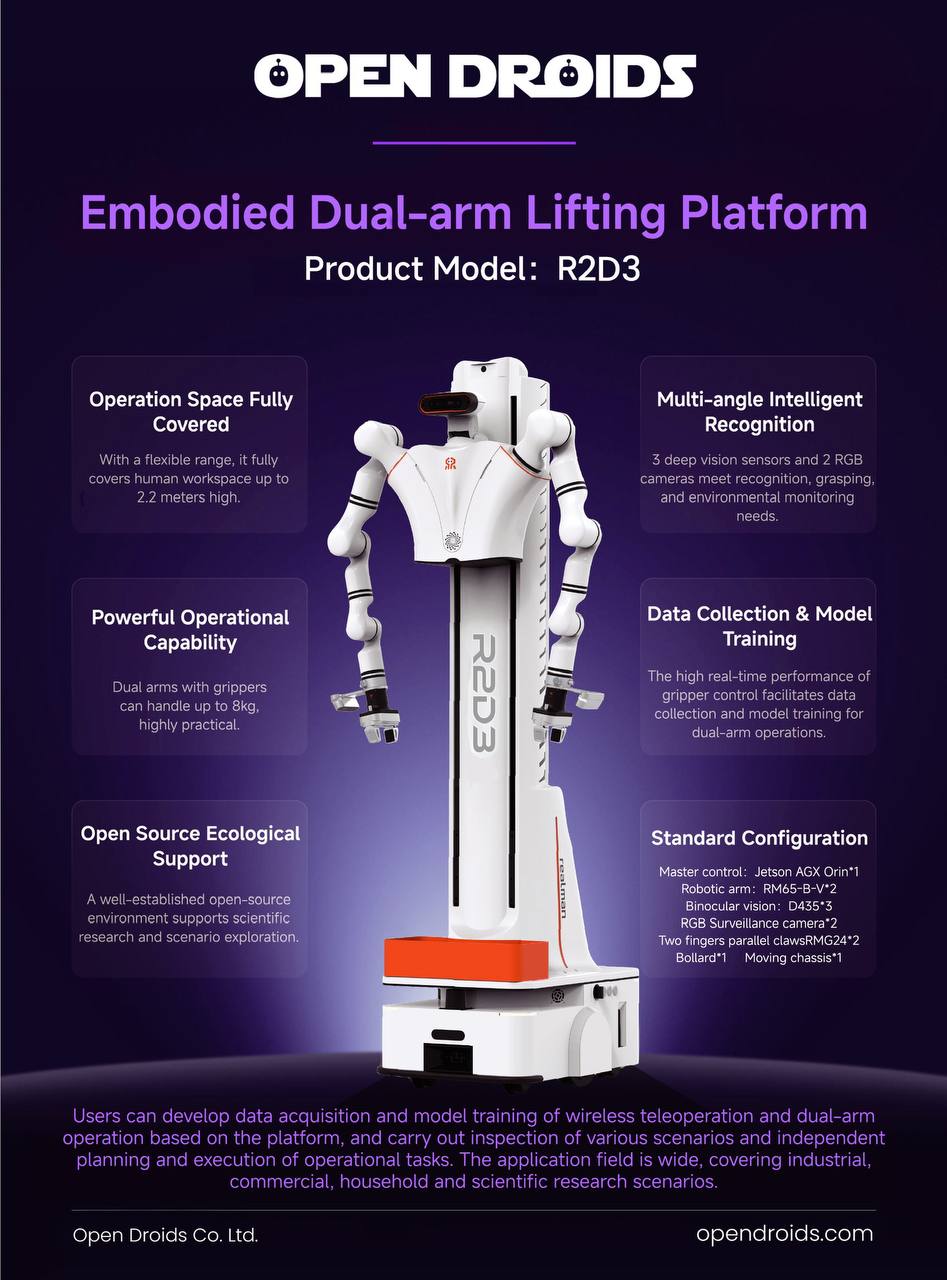 OPEN DROIDS
Embodied Dual-arm Lifting Platform
Product Model：R2D3
Operation Space Fully
Covered
With a flexible range, it fully
covers human workspace up to
2.2 meters high.
Multi-angle Intelligent
Recognition
3 deep vision sensors and 2 RGB
cameras meet recognition, grasping,
and environmental monitoring
needs.
Powerful Operational
Capability
Dual arms with grippers
can handle up to 8kg,
highly practical.
Data Collection & Model
Training
The high real-time performance of
gripper control facilitates data
collection and model training for
dual-arm operations.
R2D3
Open Source Ecological
Support
A well-established open-source
environment supports scientific
research and scenario exploration.
realman
Standard Configuration
Master control：Jetson AGX Orin*1
Robotic arm：RM65-B-V*2
Binocular vision：D435*3
RGB Surveillance camera*2
Two fingers parallel clawsRMG24*2
Bollard*1 Moving chassis*1
Users can develop data acquisition and model training of wireless teleoperation and dual-arm
operation based on the platform, and carry out inspection of various scenarios and independent
planning and execution of operational tasks. The application field is wide, covering industrial,
commercial, household and scientific research scenarios.
Open Droids Co. Ltd.
opendroids.com